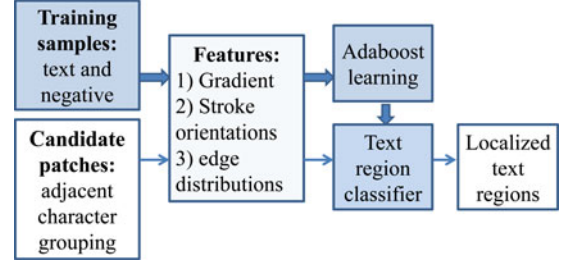 Training
samples:
text and
negative
Candidate
patches:
adjacent
character
grouping
Features:
1) Gradient
2) Stroke
orientations
3) edge
distributions
Adaboost
learning
Text
region
classifier
Localized
text
regions